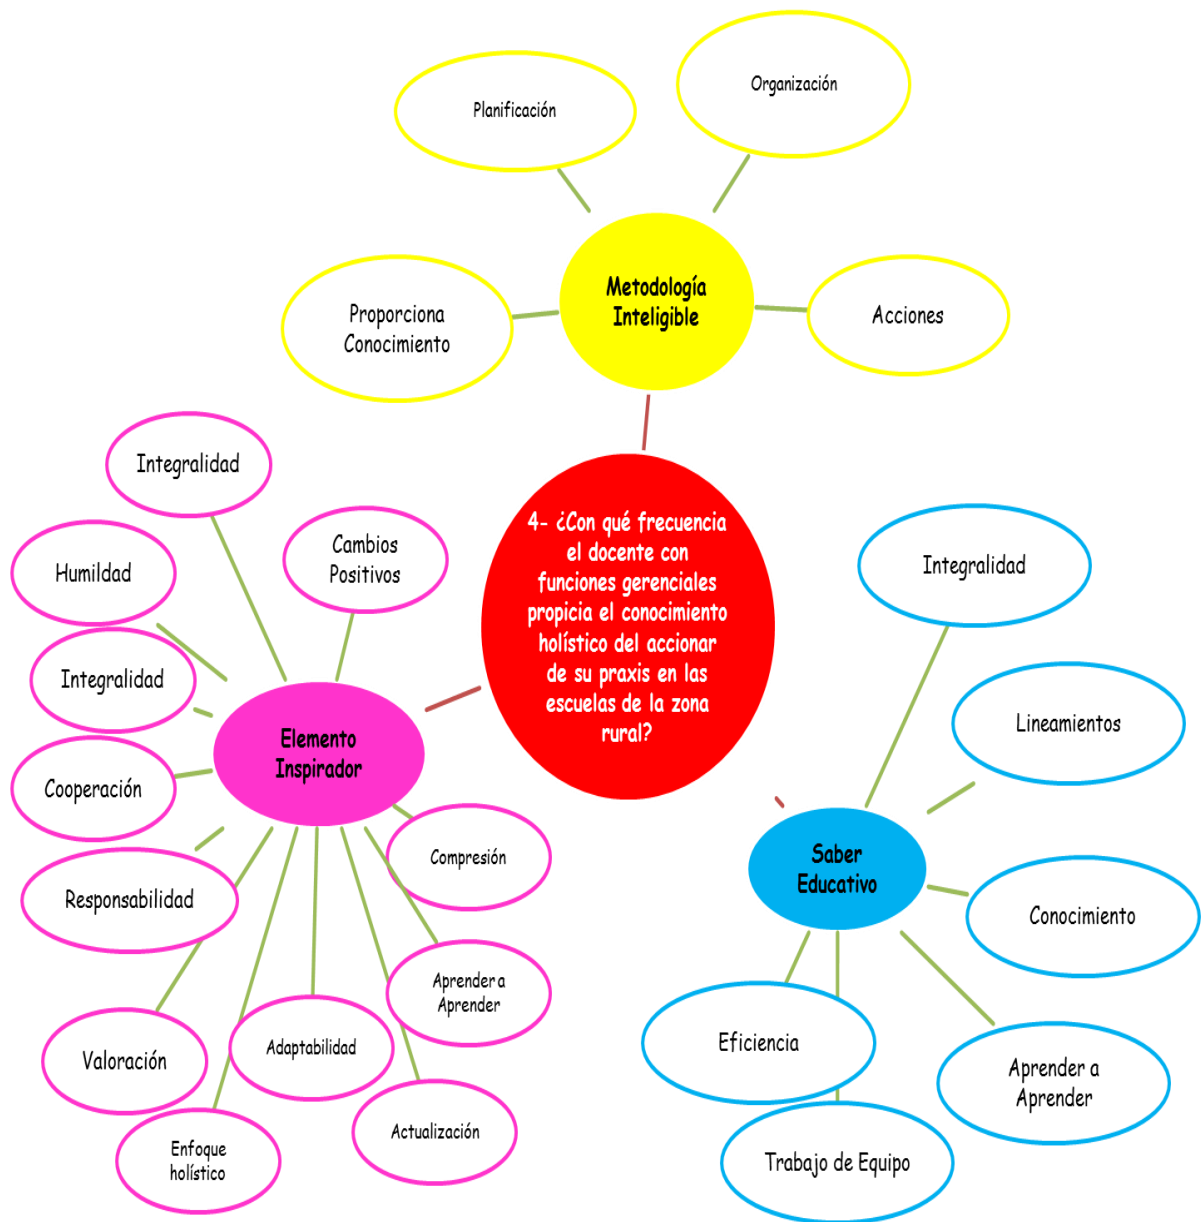 Planificación
Organización
Metodología
Inteligible
Proporciona
Conocimiento
Acciones
4- ¿Con qué frecuencia
el docente con
funciones gerenciales
propicia el conocimiento
holístico del accionar
de su praxis en las
escuelas de la zona
rural?
Integralidad
Cambios
Positivos
Humildad
Integralidad
Elemento
Inspirador
Cooperación
Responsabilidad
Compresión
Aprender a
Aprender
Valoración
Adaptabilidad
Enfoque
holístico
Actualización
Integralidad
Lineamientos
Saber
Educativo
Conocimiento
Eficiencia
Aprender a
Aprender
Trabajo de Equipo